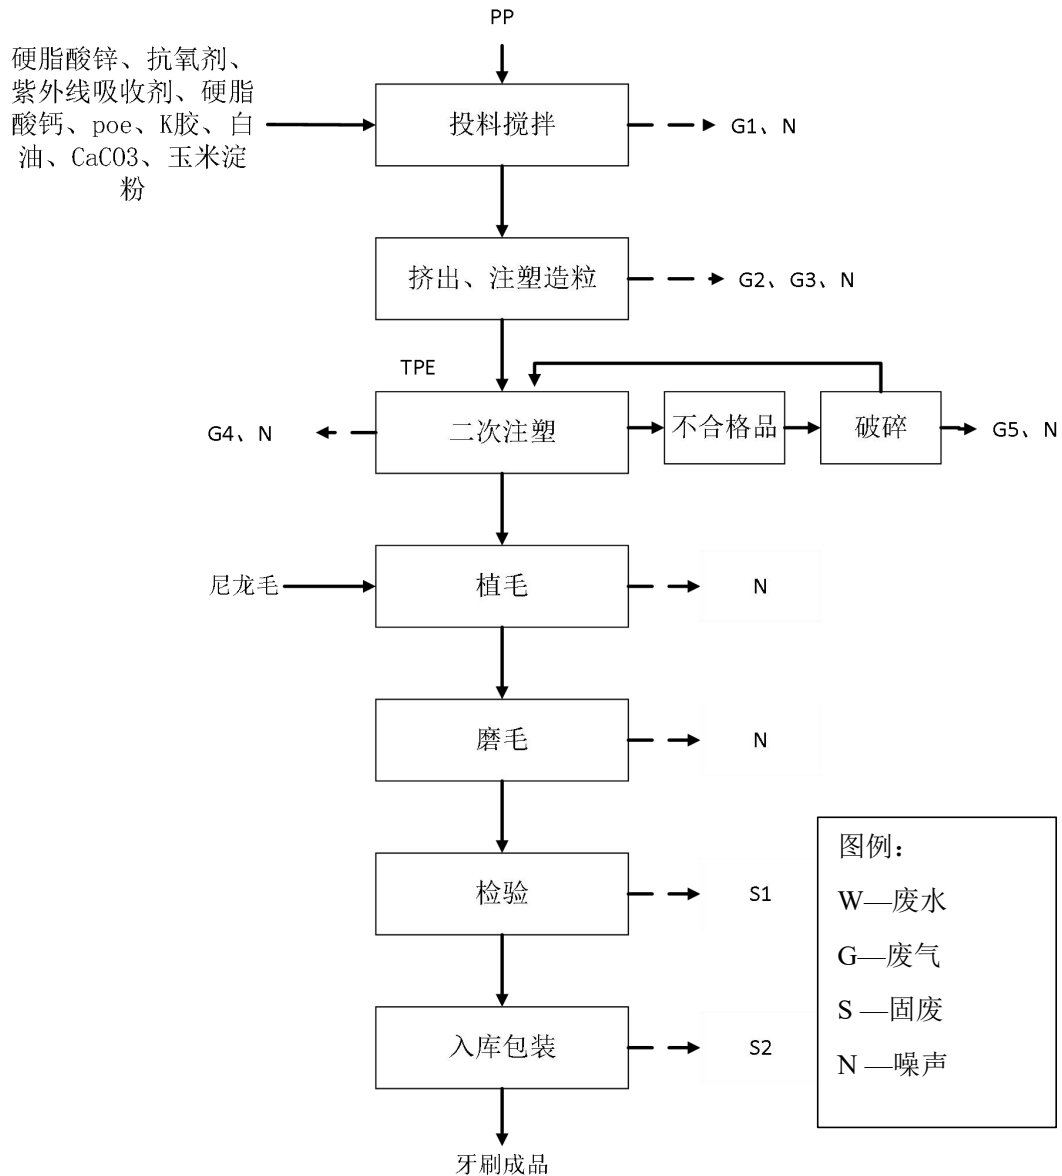 PP
硬脂酸锌、抗氧剂、
紫外线吸收剂、硬脂
酸钙、poe、K胶、白
油、CaCO3、玉米淀
粉
投料搅拌
G1、N
挤出、注塑造粒
G2、G3、N
TPE
G4、N
二次注塑
不合格品
破碎
G5、N
尼龙毛
植毛
N
磨毛
N
检验
S1
入库包装
S2
牙刷成品
图例：
W—废水
G—废气
S —固废
N —噪声